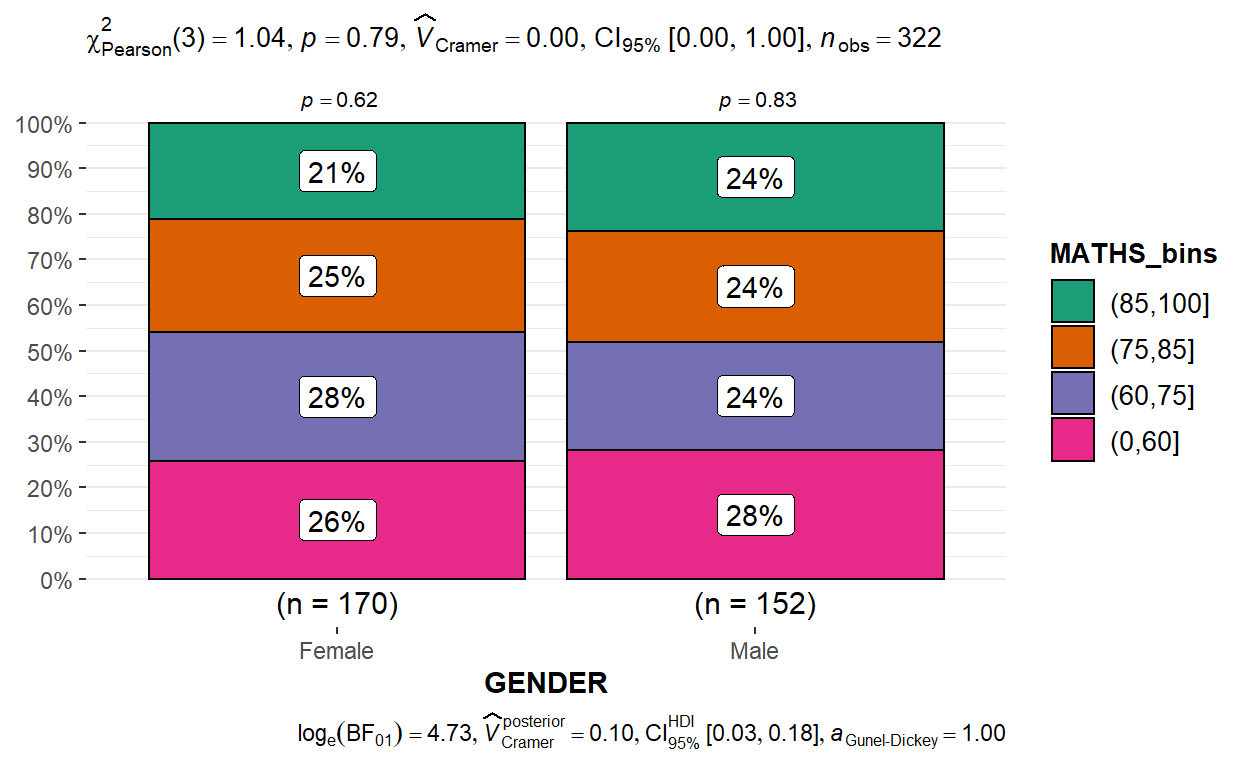 χ²Pearson(3) = 1.04, p = 0.79, V̂Cramer = 0.00, CI95% [0.00, 1.00], nobs = 322
p = 0.62
p = 0.83
100%
90%
80%
70%
60%
50%
40%
30%
20%
10%
0%
21%
25%
28%
26%
24%
24%
24%
28%
(n = 170)
(n = 152)
Female
Male
GENDER
MATHS_bins
(85,100]
(75,85]
(60,75]
(0,60]
loge(BF01) = 4.73, V̂posteriorCramer = 0.10, CIHDI95% [0.03, 0.18], aGunel-Dickey = 1.00